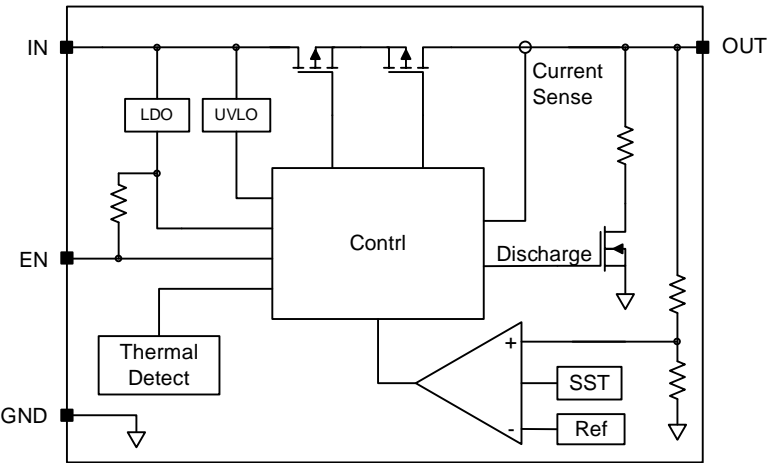 IN
OUT
Current
Sense
LDO
UVLO
Contrl
EN
Discharge
Thermal
Detect
+
SST
GND
-
Ref